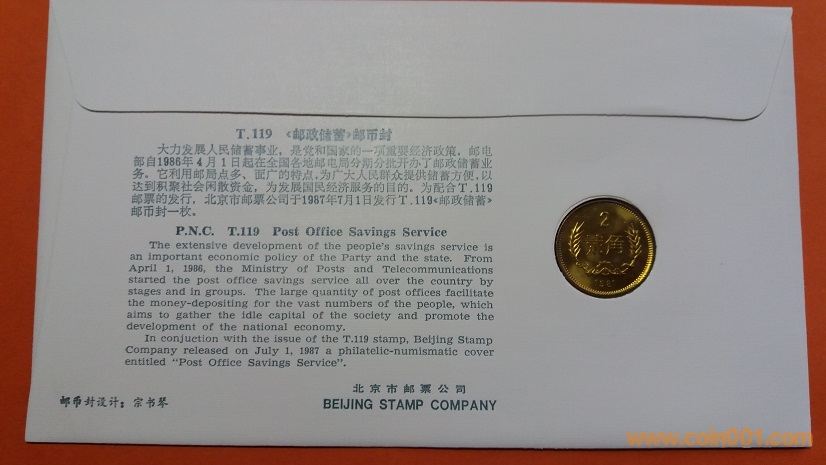 T.119 《邮政储蓄》邮币封
大力发展人民储蓄事业，是党和国家的一项重要经济政策。邮电
部自1986年4月1日起在全国各地邮电局分期分批开办了邮政储蓄业
务。它利用邮局点多、面广的特点，为广大人民群众提供储蓄方便，以
达到积聚社会闲散资金，为发展国民经济服务的目的。为配合T.119
邮票的发行，北京市邮票公司于1987年7月1日发行T.119《邮政储蓄》
邮币封一枚。
P.N.C. T.119 Post Office Savings Service
The extensive development of the people's savings service is
an important economic policy of the Party and the state. From
April 1, 1986, the Ministry of Posts and Telecommunications
started the post office savings service all over the country by
stages and in groups. The large quantity of post offices facilitate
the money-depositing for the vast numbers of the people, which
aims to gather the idle capital of the society and promote the
development of the national economy.
In conjuction with the issue of the T.119 stamp, Beijing Stamp
Company released on July 1, 1987 a philatelic-numismatic cover
entitled "Post Office Savings Service".
北京市邮票公司
BEIJING STAMP COMPANY
邮币封设计：宗书琴
2
贰角
1981
www.coin001.com